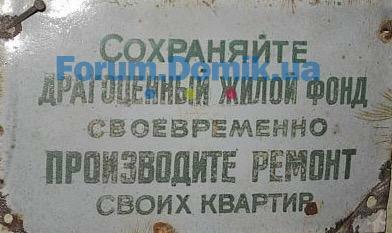 СОХРАНЯЙТЕ
Forum.Domik.ua
ДРАГОЦЕННЫЙ ЖИЛОЙ ФОНД
СВОЕВРЕМЕННО
ПРОИЗВОДИТЕ РЕМОНТ
СВОИХ КВАРТИР